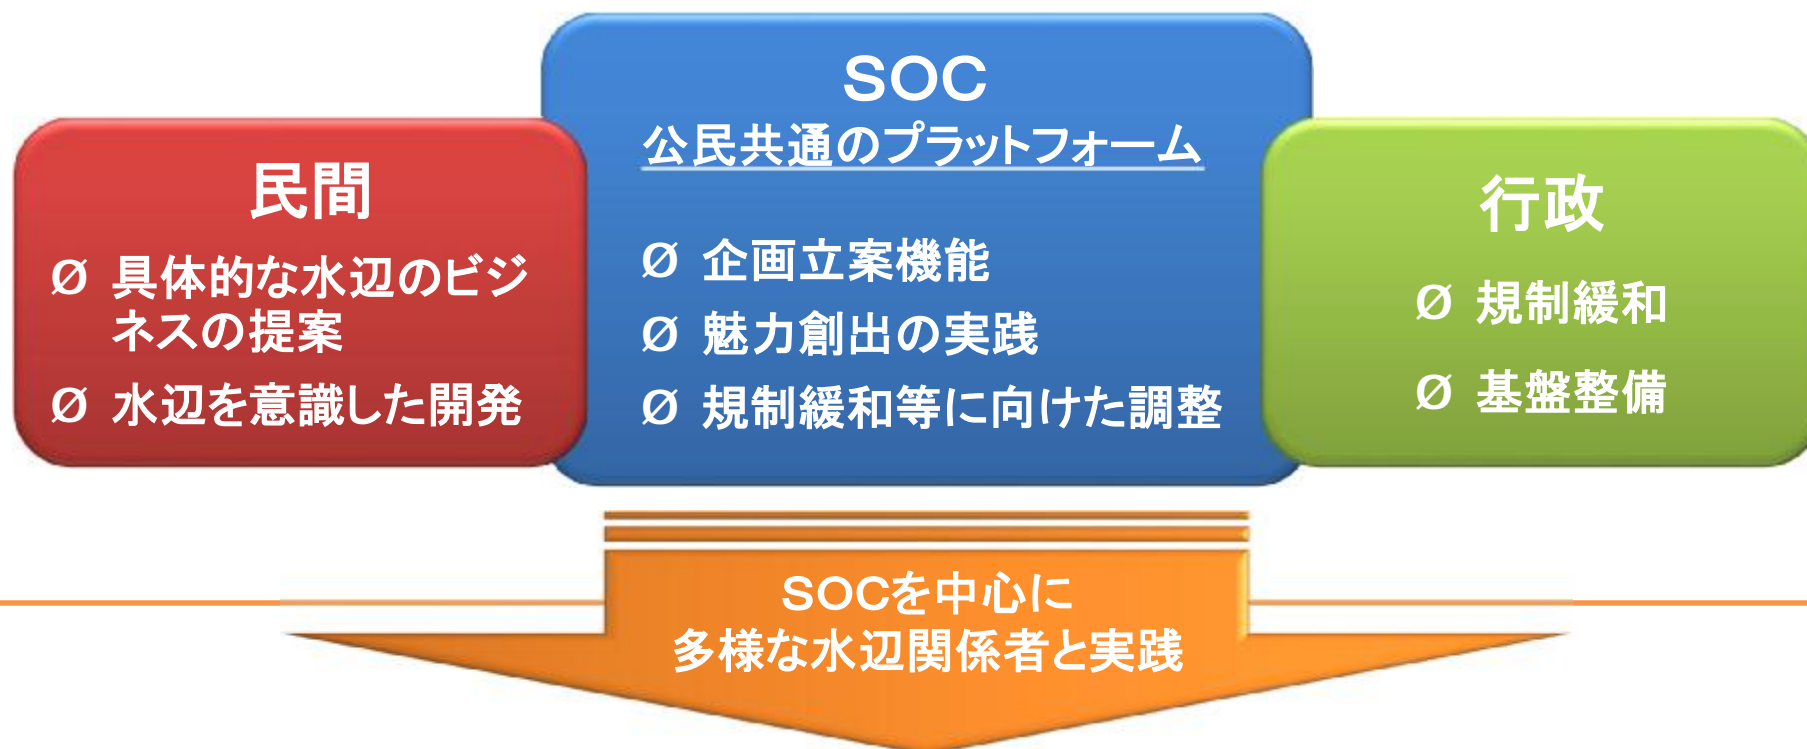 民間
Ø 具体的な水辺のビジ
ネスの提案
Ø 水辺を意識した開発
SOC
公民共通のプラットフォーム
Ø 企画立案機能
Ø 魅力創出の実践
Ø 規制緩和等に向けた調整
行政
Ø 規制緩和
Ø 基盤整備
SOCを中心に
多様な水辺関係者と実践